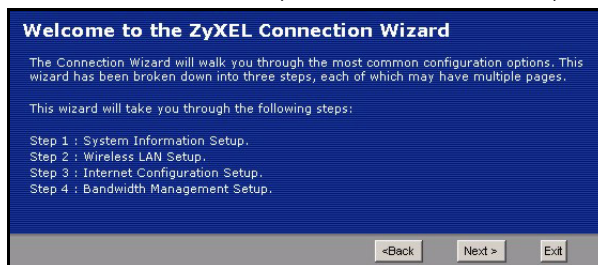 Welcome to the ZyXEL Connection Wizard
The Connection Wizard will walk you through the most common configuration options. This
wizard has been broken down into three steps, each of which may have multiple pages.
This wizard will take you through the following steps:
Step 1 : System Information Setup.
Step 2 : Wireless LAN Setup.
Step 3 : Internet Configuration Setup.
Step 4 : Bandwidth Management Setup.
<Back Next > Exit